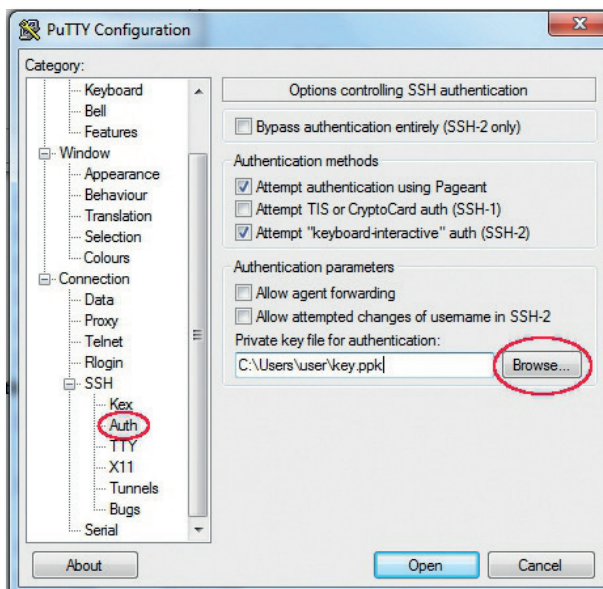 PuTTY Configuration
Category:
Keyboard
Bell
Features
Window
Appearance
Behaviour
Translation
Selection
Colours
Connection
Data
Proxy
Telnet
Rlogin
SSH
Kex
Auth
TTY
X11
Tunnels
Bugs
Serial
Options controlling SSH authentication
Bypass authentication entirely (SSH-2 only)
Authentication methods
Attempt authentication using Pageant
Attempt TIS or CryptoCard auth (SSH-1)
Attempt "keyboard-interactive" auth (SSH-2)
Authentication parameters
Allow agent forwarding
Allow attempted changes of username in SSH-2
Private key file for authentication:
C:\Users\user\key.ppk
Browse...
About
Open
Cancel